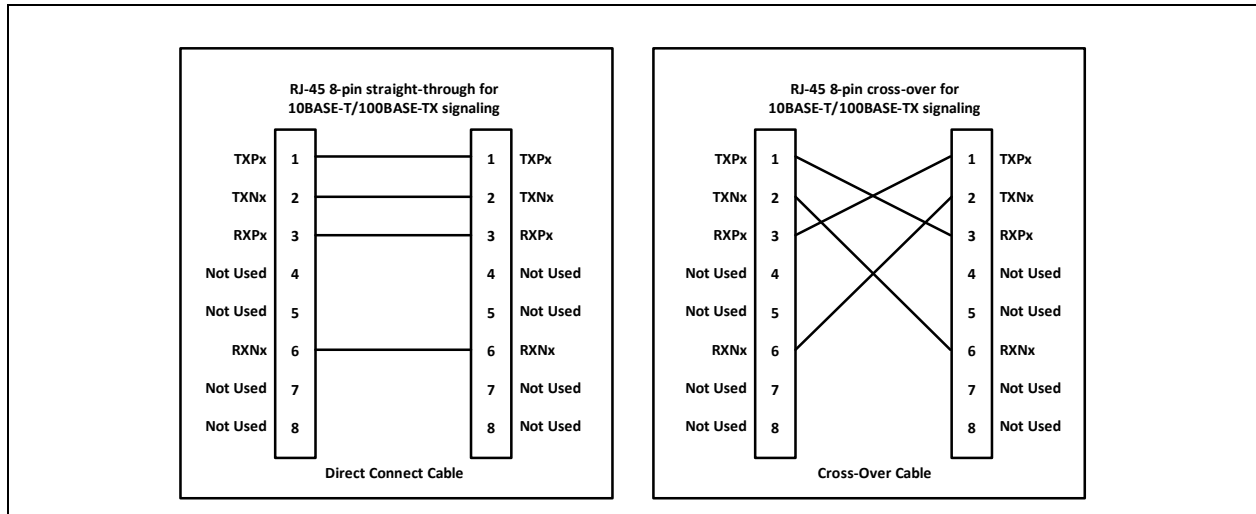 RJ-45 8-pin straight-through for
10BASE-T/100BASE-TX signaling
TXPx 1 1 TXPx
TXNx 2 2 TXNx
RXPx 3 3 RXPx
Not Used 4 4 Not Used
Not Used 5 5 Not Used
RXNx 6 6 RXNx
Not Used 7 7 Not Used
Not Used 8 8 Not Used
Direct Connect Cable
RJ-45 8-pin cross-over for
10BASE-T/100BASE-TX signaling
TXPx 1 1 TXPx
TXNx 2 2 TXNx
RXPx 3 3 RXPx
Not Used 4 4 Not Used
Not Used 5 5 Not Used
RXNx 6 6 RXNx
Not Used 7 7 Not Used
Not Used 8 8 Not Used
Cross-Over Cable